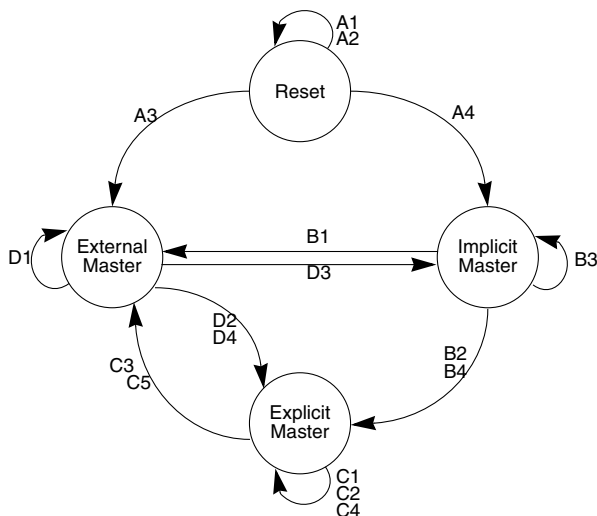 A1
A2
Reset
A3
A4
External
Master
B1
Implicit
Master
D1
D3
B3
D2
D4
B2
B4
C3
C5
Explicit
Master
C1
C2
C4